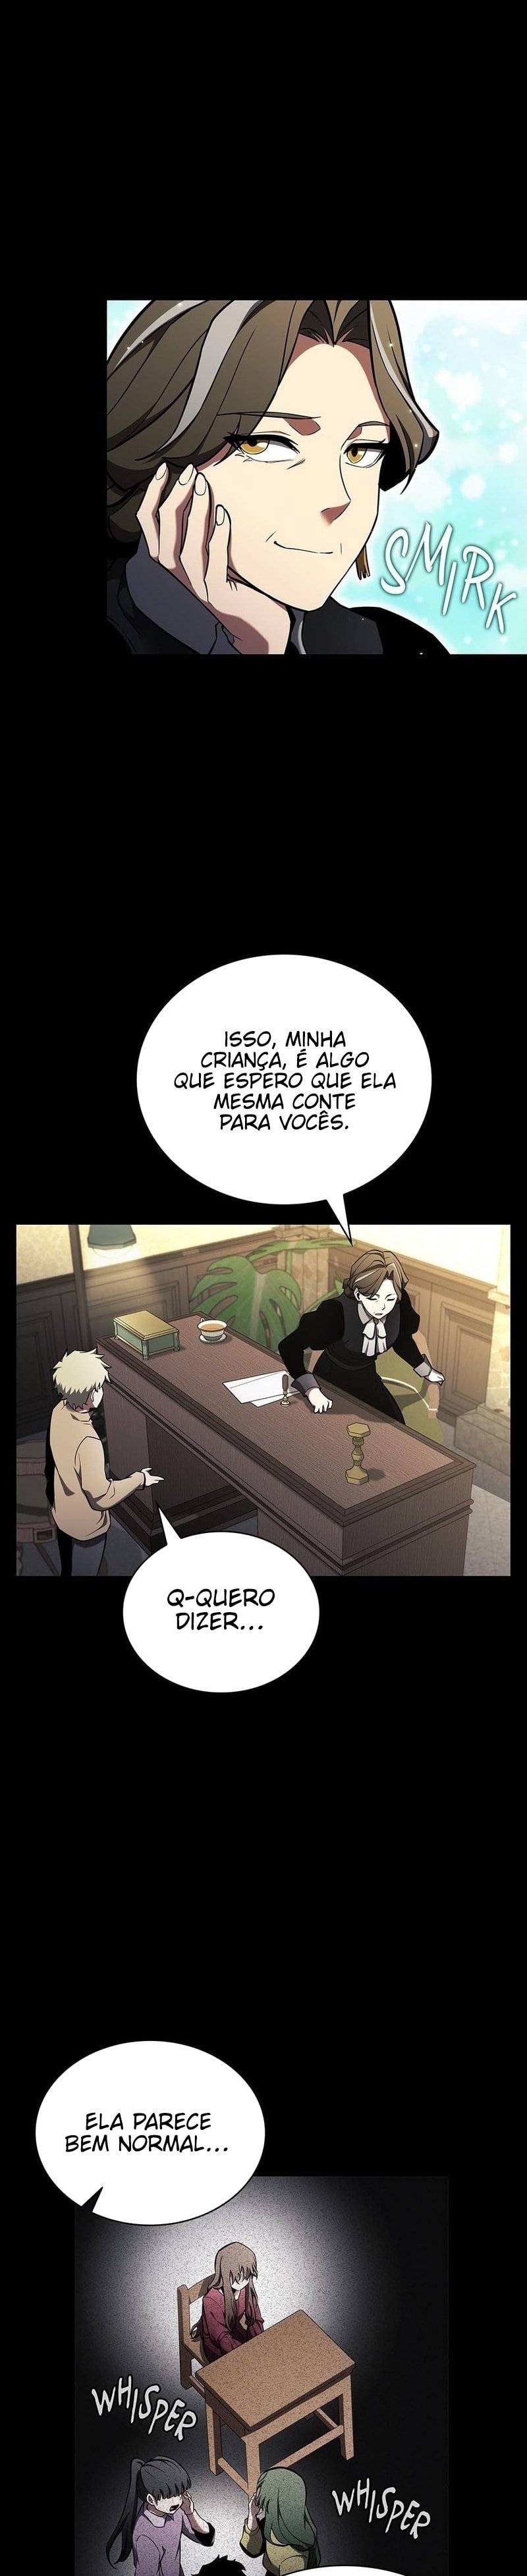 SMIRK
ISSO, MINHA
CRIANÇA, É ALGO
QUE ESPERO QUE ELA
MESMA CONTE
PARA VOCÊS.
Q-QUERO
DIZER...
ELA PARECE
BEM NORMAL...
WHISPER
WHISPER